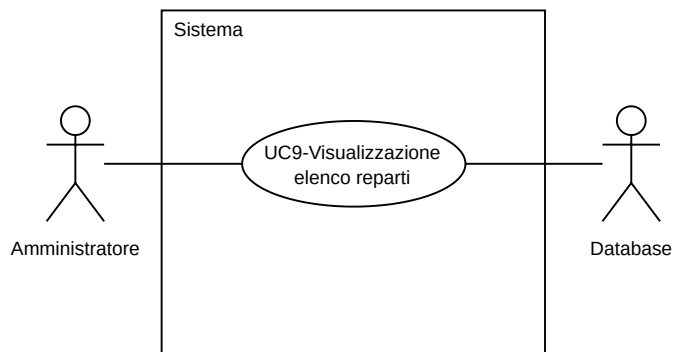 Sistema
UC9-Visualizzazione
elenco reparti
Amministratore
Database